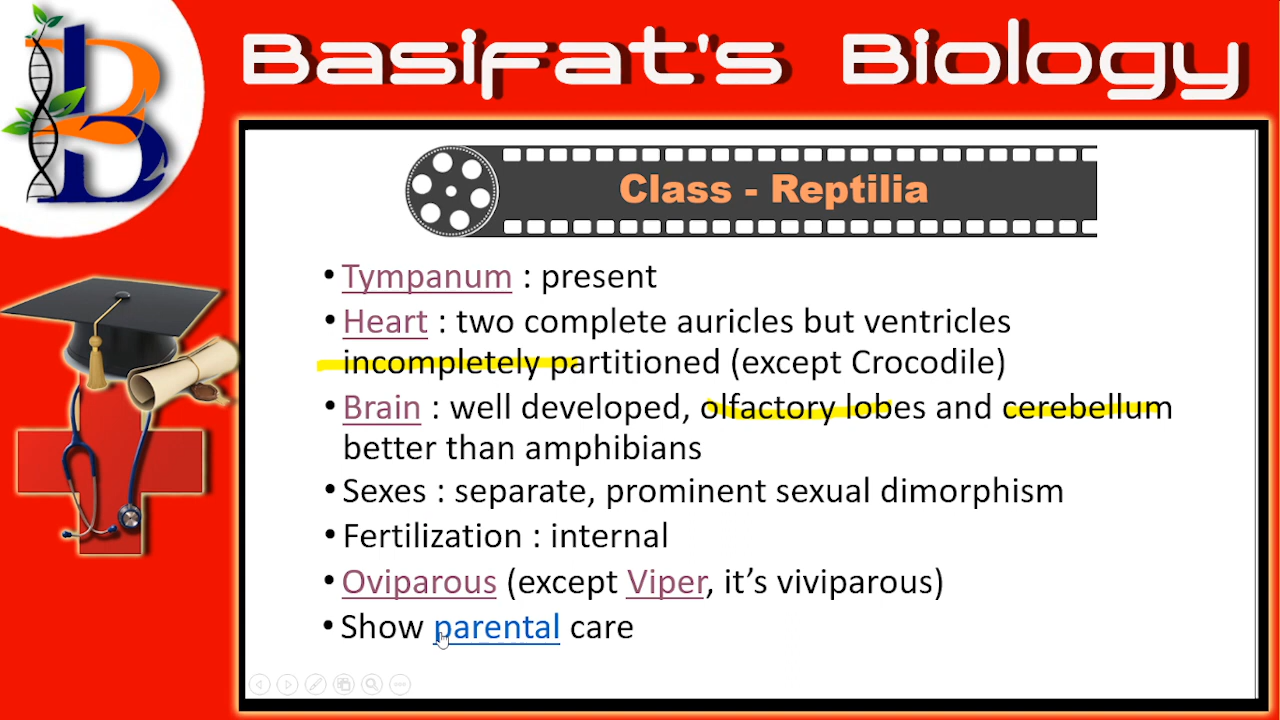 Basifat's Biology
Class - Reptilia
• Tympanum : present
• Heart : two complete auricles but ventricles
incompletely partitioned (except Crocodile)
• Brain : well developed, olfactory lobes and cerebellum
better than amphibians
• Sexes : separate, prominent sexual dimorphism
• Fertilization : internal
• Oviparous (except Viper, it’s viviparous)
• Show parental care